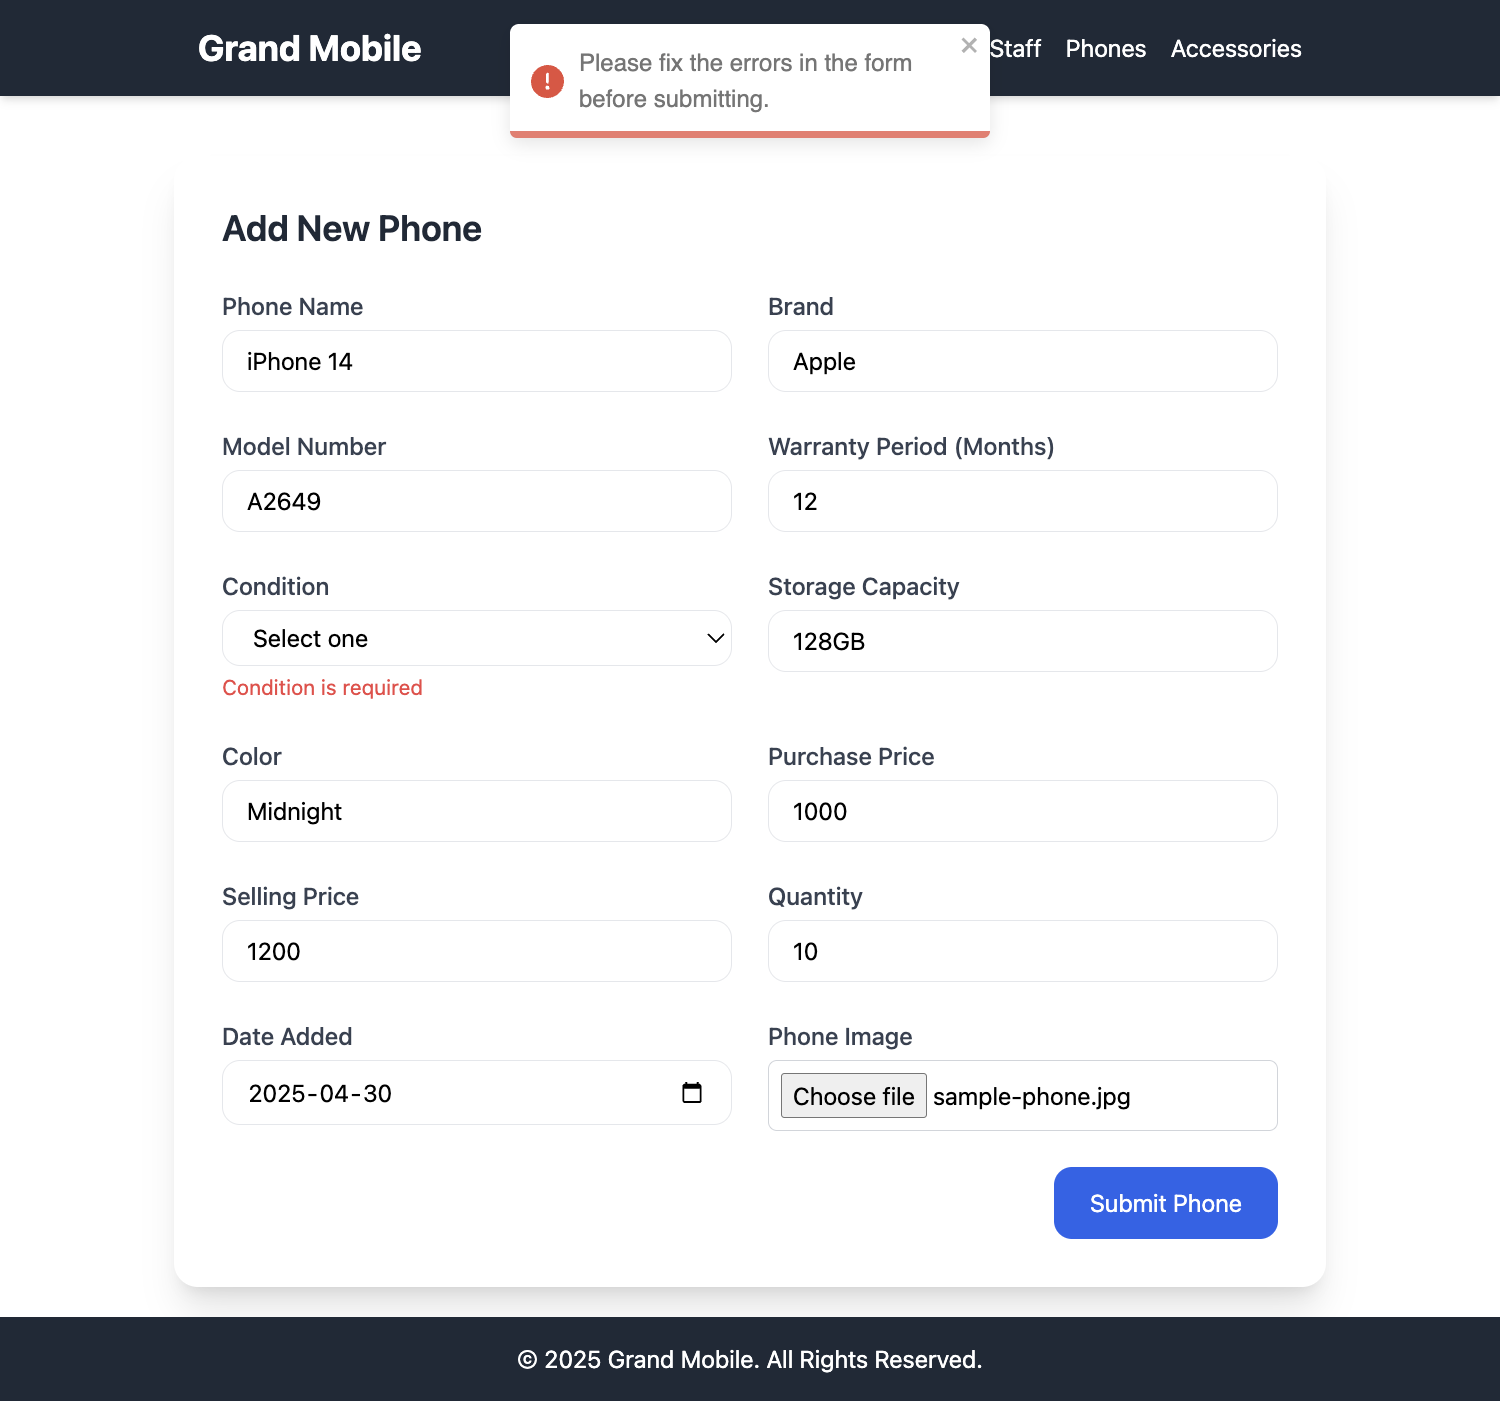 Grand Mobile
Staff Phones Accessories
Please fix the errors in the form
before submitting.
Add New Phone
Phone Name
iPhone 14
Brand
Apple
Model Number
A2649
Warranty Period (Months)
12
Condition
Select one
Condition is required
Storage Capacity
128GB
Color
Midnight
Purchase Price
1000
Selling Price
1200
Quantity
10
Date Added
2025-04-30
Phone Image
Choose file sample-phone.jpg
Submit Phone
© 2025 Grand Mobile. All Rights Reserved.